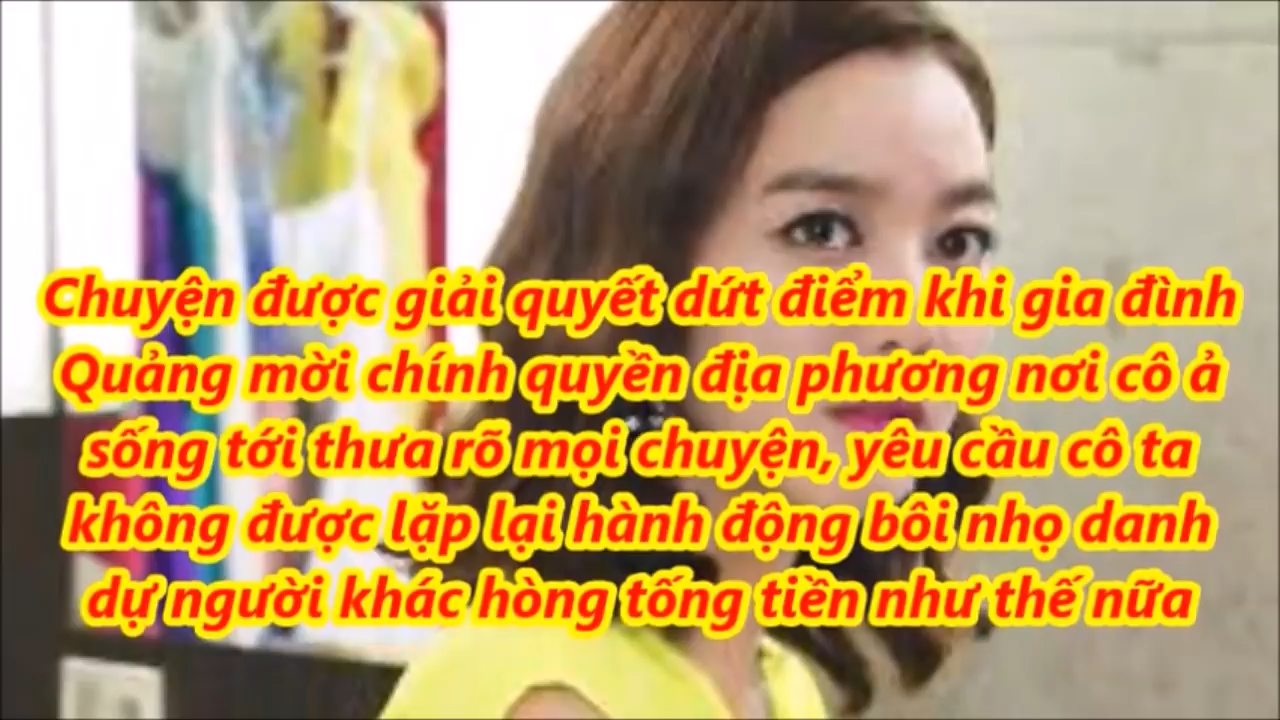 Chuyện được giải quyết dứt điểm khi gia đình
Quảng mời chính quyền địa phương nơi cô ả
sống tới thưa rõ mọi chuyện, yêu cầu cô ta
không được lặp lại hành động bôi nhọ danh
dự người khác hòng tống tiền như thế nữa